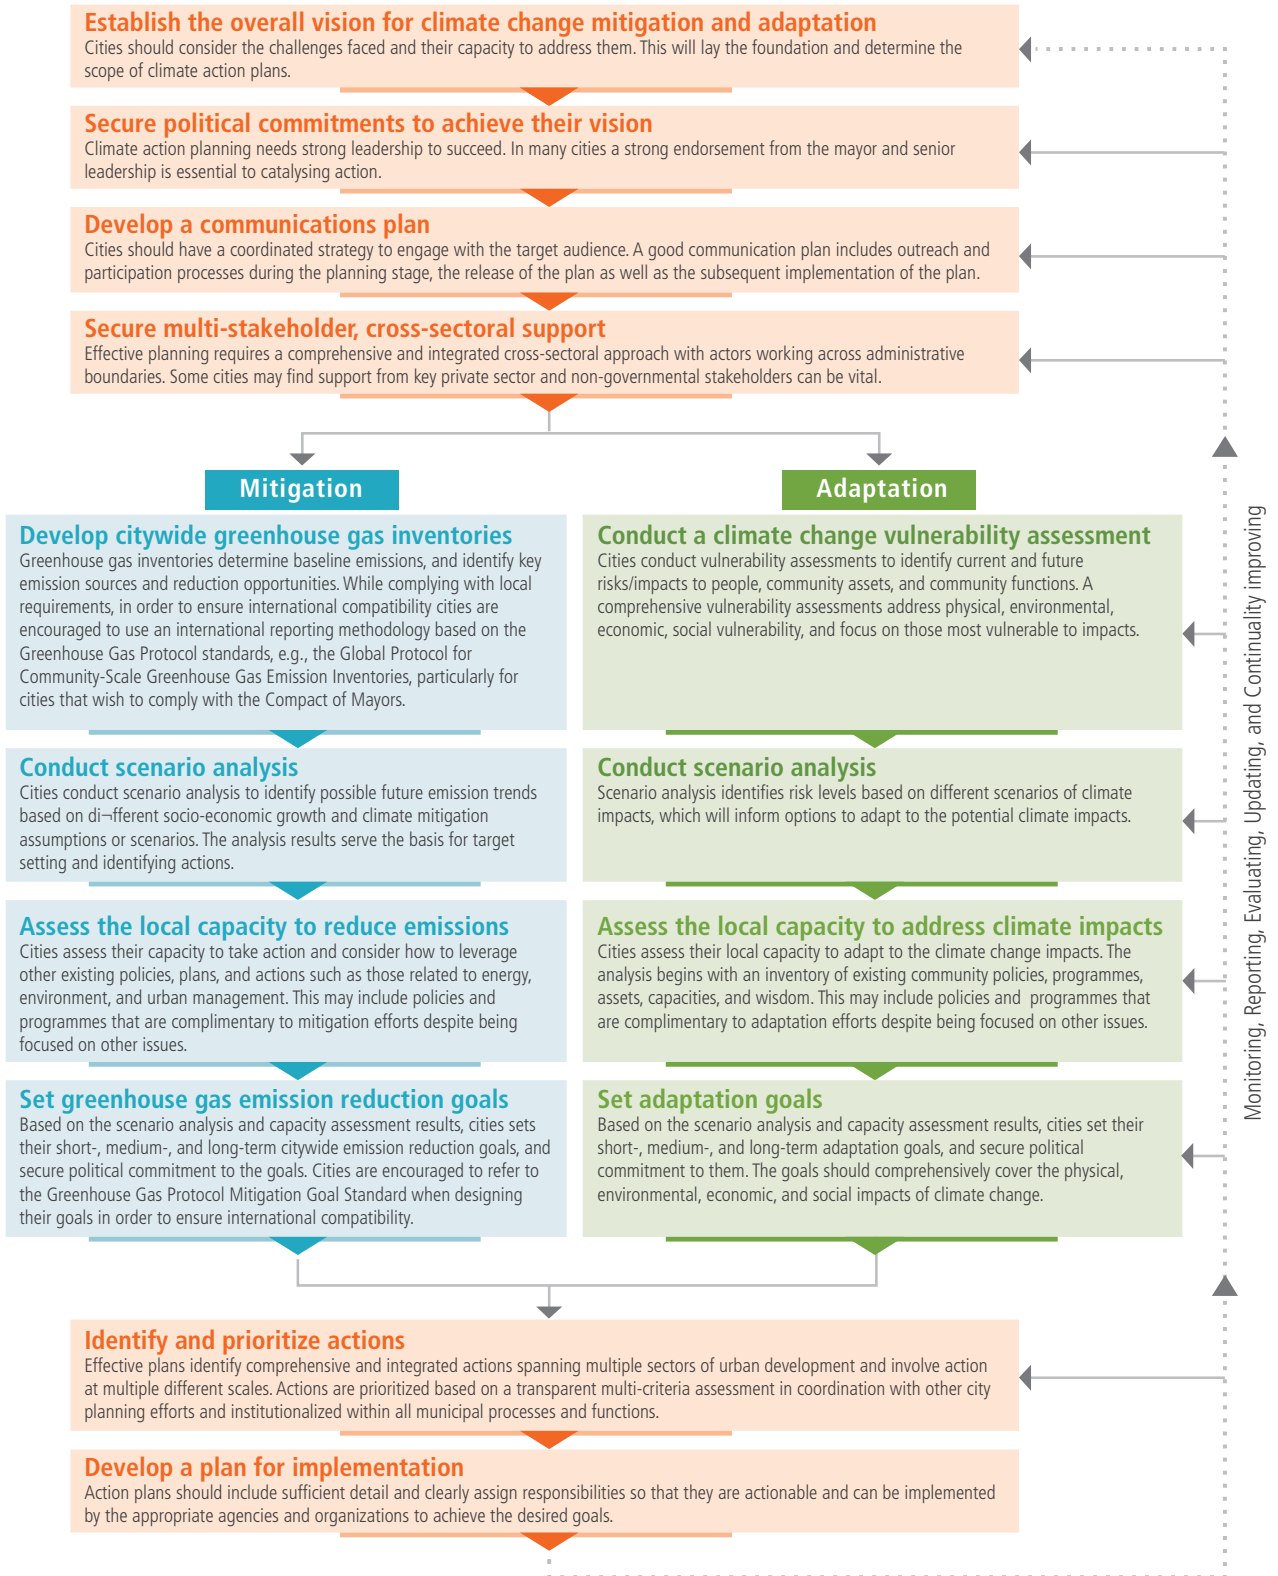 Establish the overall vision for climate change mitigation and adaptation
Cities should consider the challenges faced and their capacity to address them. This will lay the foundation and determine the
scope of climate action plans.
Secure political commitments to achieve their vision
Climate action planning needs strong leadership to succeed. In many cities a strong endorsement from the mayor and senior
leadership is essential to catalysing action.
Develop a communications plan
Cities should have a coordinated strategy to engage with the target audience. A good communication plan includes outreach and
participation processes during the planning stage, the release of the plan as well as the subsequent implementation of the plan.
Secure multi-stakeholder, cross-sectoral support
Effective planning requires a comprehensive and integrated cross-sectoral approach with actors working across administrative
boundaries. Some cities may find support from key private sector and non-governmental stakeholders can be vital.
Mitigation
Develop citywide greenhouse gas inventories
Greenhouse gas inventories determine baseline emissions, and identify key
emission sources and reduction opportunities. While complying with local
requirements, in order to ensure international compatibility cities are
encouraged to use an international reporting methodology based on the
Greenhouse Gas Protocol standards, e.g., the Global Protocol for
Community-Scale Greenhouse Gas Emission Inventories, particularly for
cities that wish to comply with the Compact of Mayors.
Conduct scenario analysis
Cities conduct scenario analysis to identify possible future emission trends
based on di¬fferent socio-economic growth and climate mitigation
assumptions or scenarios. The analysis results serve the basis for target
setting and identifying actions.
Assess the local capacity to reduce emissions
Cities assess their capacity to take action and consider how to leverage
other existing policies, plans, and actions such as those related to energy,
environment, and urban management. This may include policies and
programmes that are complimentary to mitigation efforts despite being
focused on other issues.
Set greenhouse gas emission reduction goals
Based on the scenario analysis and capacity assessment results, cities sets
their short-, medium-, and long-term citywide emission reduction goals, and
secure political commitment to the goals. Cities are encouraged to refer to
the Greenhouse Gas Protocol Mitigation Goal Standard when designing
their goals in order to ensure international compatibility.
Adaptation
Conduct a climate change vulnerability assessment
Cities conduct vulnerability assessments to identify current and future
risks/impacts to people, community assets, and community functions. A
comprehensive vulnerability assessments address physical, environmental,
economic, social vulnerability, and focus on those most vulnerable to impacts.
Conduct scenario analysis
Scenario analysis identifies risk levels based on different scenarios of climate
impacts, which will inform options to adapt to the potential climate impacts.
Assess the local capacity to address climate impacts
Cities assess their local capacity to adapt to the climate change impacts. The
analysis begins with an inventory of existing community policies, programmes,
assets, capacities, and wisdom. This may include policies and programmes that
are complimentary to adaptation efforts despite being focused on other issues.
Set adaptation goals
Based on the scenario analysis and capacity assessment results, cities set their
short-, medium-, and long-term adaptation goals, and secure political
commitment to them. The goals should comprehensively cover the physical,
environmental, economic, and social impacts of climate change.
Identify and prioritize actions
Effective plans identify comprehensive and integrated actions spanning multiple sectors of urban development and involve action
at multiple different scales. Actions are prioritized based on a transparent multi-criteria assessment in coordination with other city
planning efforts and institutionalized within all municipal processes and functions.
Develop a plan for implementation
Action plans should include sufficient detail and clearly assign responsibilities so that they are actionable and can be implemented
by the appropriate agencies and organizations to achieve the desired goals.
Monitoring, Reporting, Evaluating, Updating, and Continuality improving